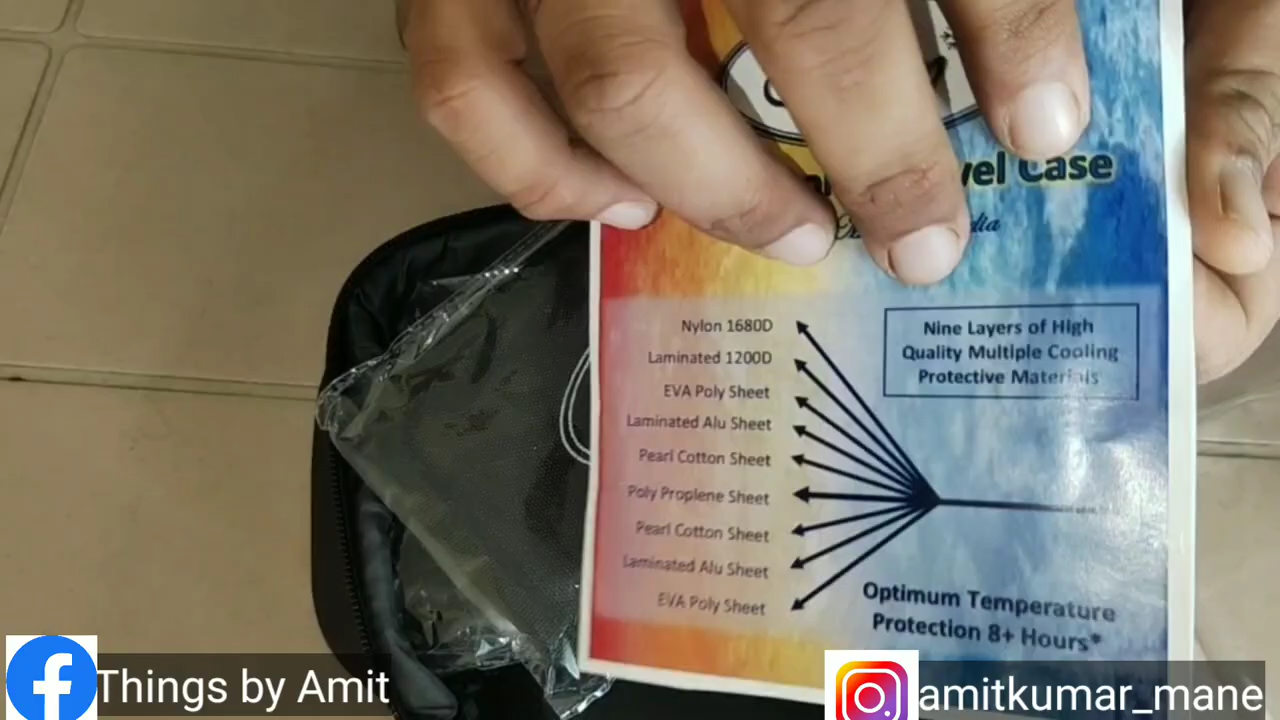 Case
Nylon 1680D
Laminated 1200D
EVA Poly Sheet
Laminated Alu Sheet
Pearl Cotton Sheet
Poly Proplene Sheet
Pearl Cotton Sheet
Laminated Alu Sheet
EVA Poly Sheet
Nine Layers of High
Quality Multiple Cooling
Protective Materials
Optimum Temperature
Protection 8+ Hours*
Things by Amit
amitkumar_mane